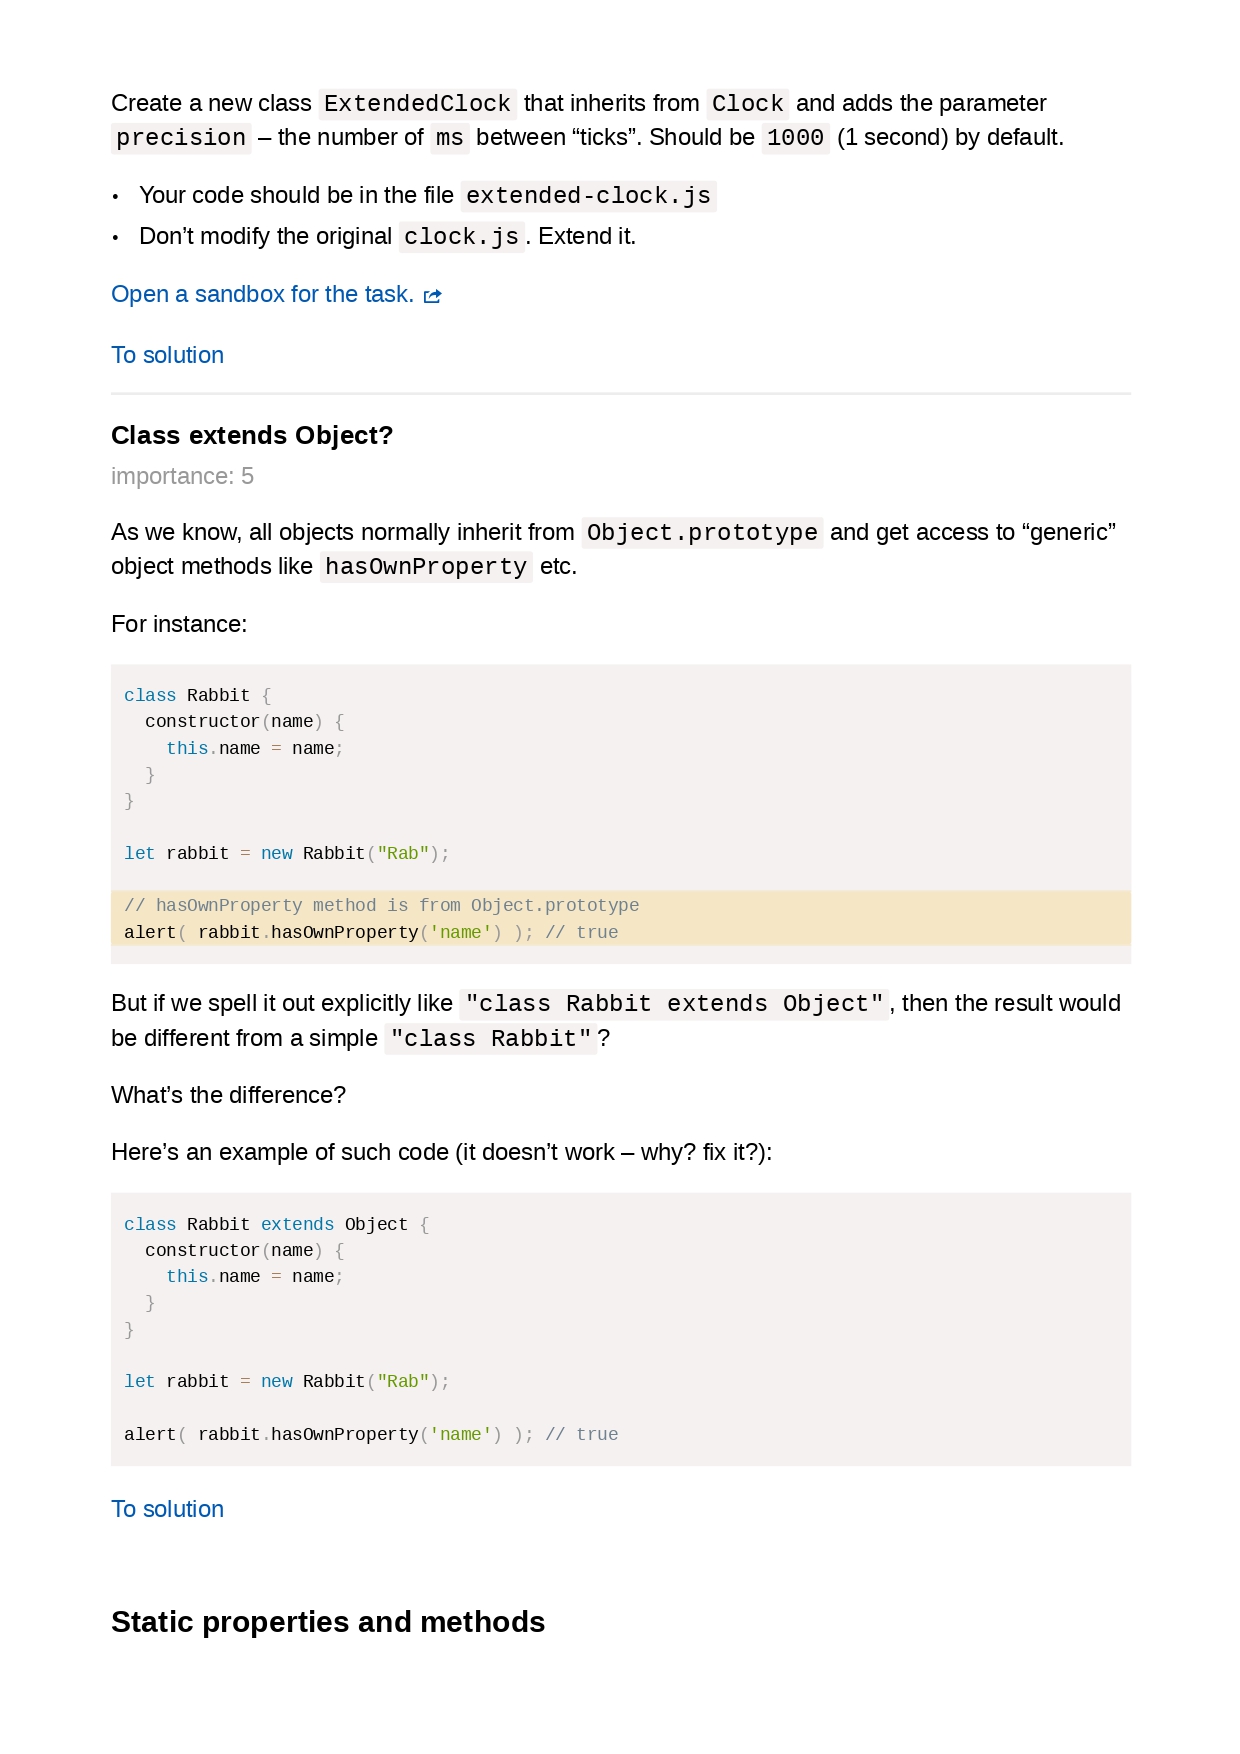 Create a new class ExtendedClock that inherits from Clock and adds the parameter
precision – the number of ms between “ticks”. Should be 1000 (1 second) by default.
• Your code should be in the file extended-clock.js
• Don’t modify the original clock.js. Extend it.
Open a sandbox for the task.
To solution
Class extends Object?
importance: 5
As we know, all objects normally inherit from Object.prototype and get access to “generic”
object methods like hasOwnProperty etc.
For instance:
class Rabbit {
  constructor(name) {
    this.name = name;
  }
}
let rabbit = new Rabbit("Rab");
// hasOwnProperty method is from Object.prototype
alert( rabbit.hasOwnProperty('name') ); // true
But if we spell it out explicitly like "class Rabbit extends Object", then the result would
be different from a simple "class Rabbit"?
What’s the difference?
Here’s an example of such code (it doesn’t work – why? fix it?):
class Rabbit extends Object {
  constructor(name) {
    this.name = name;
  }
}
let rabbit = new Rabbit("Rab");
alert( rabbit.hasOwnProperty('name') ); // true
To solution
Static properties and methods